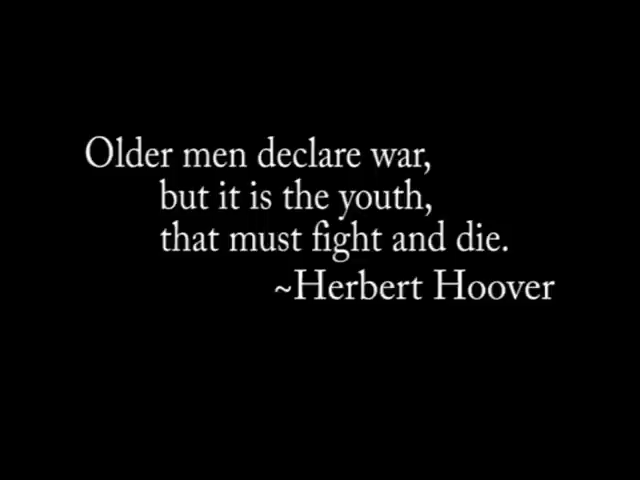 Older men declare war,
but it is the youth,
that must fight and die.
~Herbert Hoover